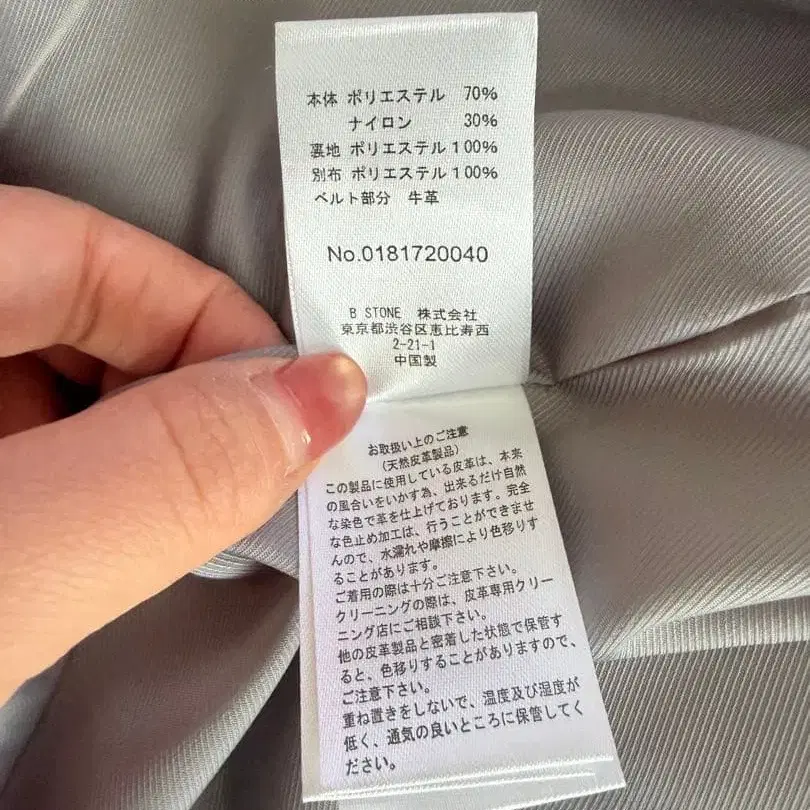 本体 ポリエステル 70%
ナイロン 30%
裏地 ポリエステル 100%
別布 ポリエステル 100%
ベルト部分 牛革
No.0181720040
B STONE 株式会社
東京都渋谷区恵比寿西
2-21-1
中国製
お取扱い上のご注意
(天然皮革製品)
この製品に使用している皮革は、本来
の風合いをいかす為、出来るだけ自然
な染色で革を仕上げております。完全
な色止め加工は、行うことができませ
んので、水濡れや摩擦により色移りす
ることがあります。
ご着用の際は十分ご注意下さい。
クリーニングの際は、皮革専用クリー
ニング店にご相談下さい。
他の皮革製品と密着した状態で保管す
ると、色移りすることがありますので、
ご注意下さい。
重ね置きをしないで、温度及び湿度が
低く、通気の良いところに保管してく
ださい。